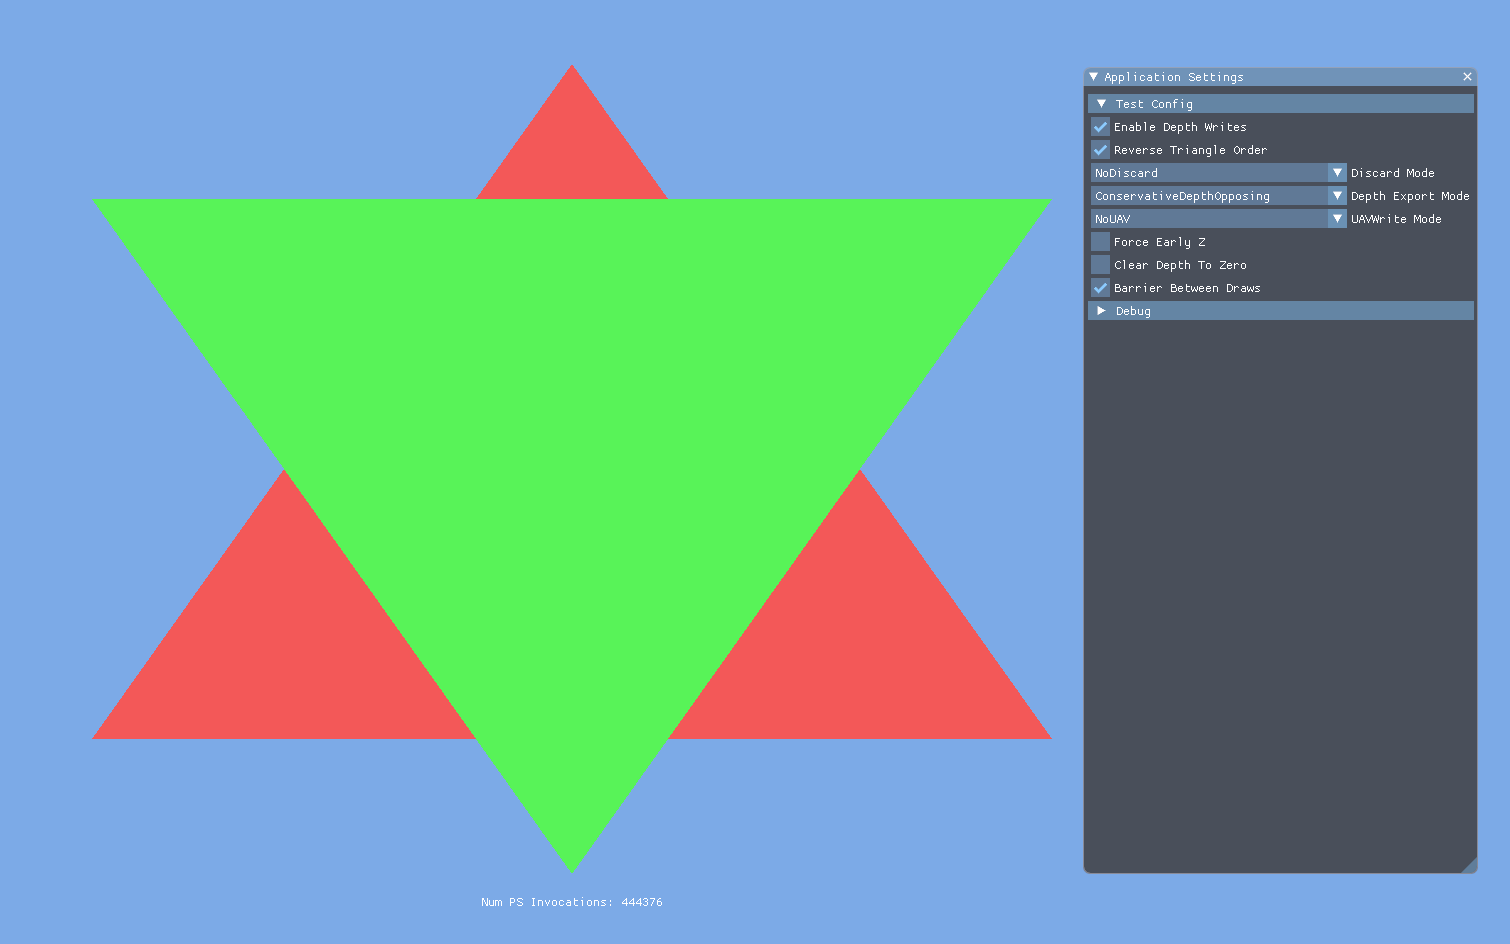 Application Settings
Test Config
Enable Depth Writes
Reverse Triangle Order
NoDiscard Discard Mode
ConservativeDepthOpposing Depth Export Mode
NoUAV UAVWrite Mode
Force Early Z
Clear Depth To Zero
Barrier Between Draws
Debug
Num PS Invocations: 444376